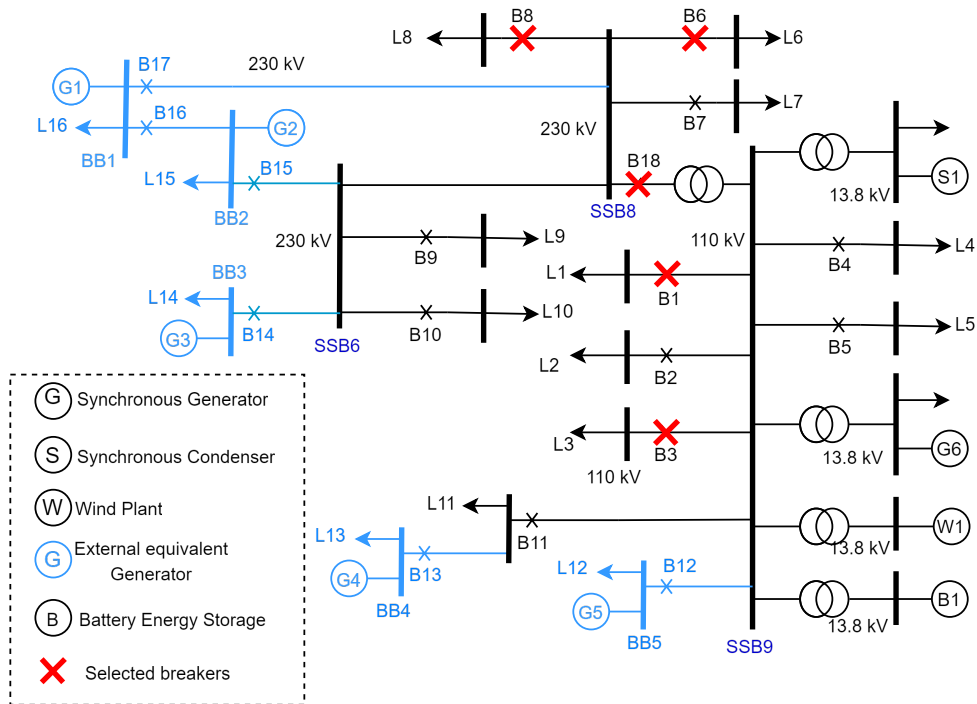 B8
B6
L8
L6
B17
230 kV
G1
B16
L7
L16
G2
B7
BB1
230 kV
B15
B18
S1
L15
13.8 kV
BB2
SSB8
230 kV
110 kV
L9
L4
B9
B4
BB3
L1
B1
L14
L10
G3
B14
B10
L5
SSB6
B5
L2
B2
G
Synchronous Generator
S
Synchronous Condenser
L3
B3
G6
110 kV
13.8 kV
W
Wind Plant
L11
W1
L13
B11
13.8 kV
G
External equivalent
Generator
G4
B13
L12
B12
BB4
G5
B1
B
Battery Energy Storage
BB5
13.8 kV
SSB9
Selected breakers